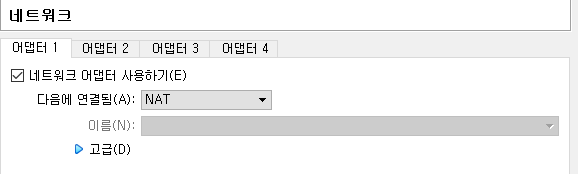 네트워크
어댑터 1 어댑터 2 어댑터 3 어댑터 4
네트워크 어댑터 사용하기(E)
다음에 연결됨(A): NAT
이름(N):
고급(D)